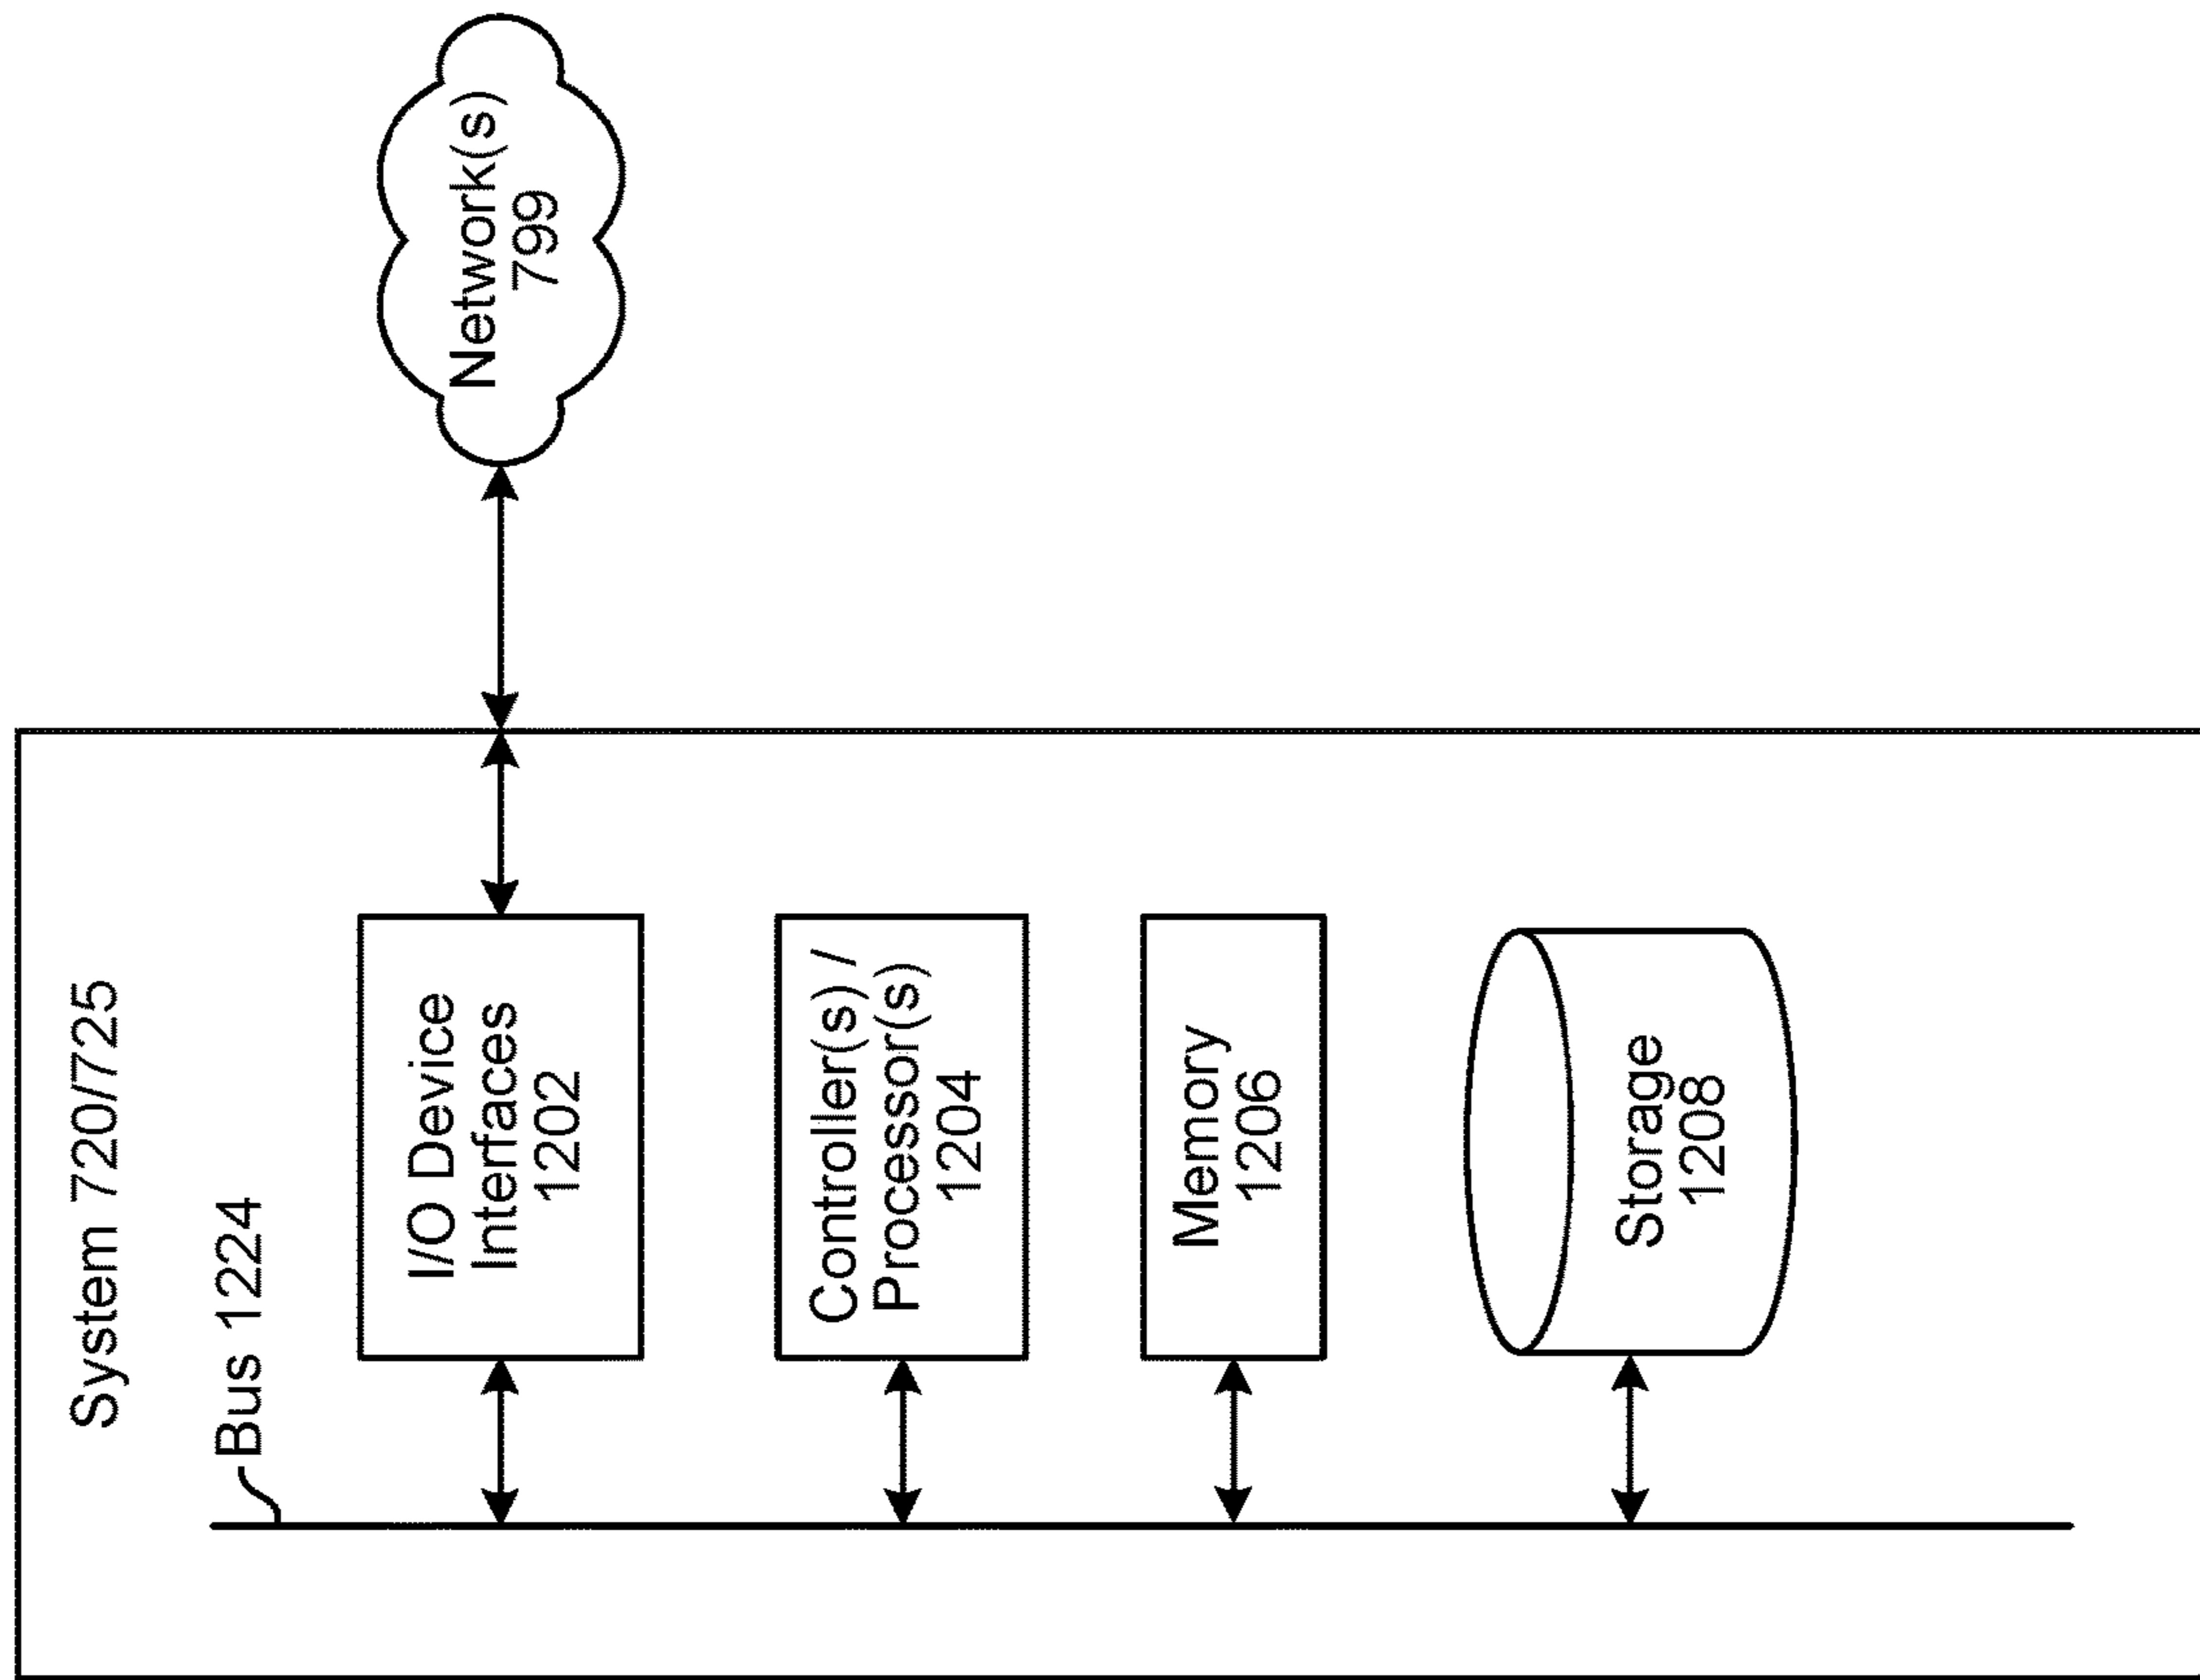 System 720/725
Bus 1224
I/O Device
Interfaces
1202
Network(s)
799
Controller(s) /
Processor(s)
1204
Memory
1206
Storage
1208